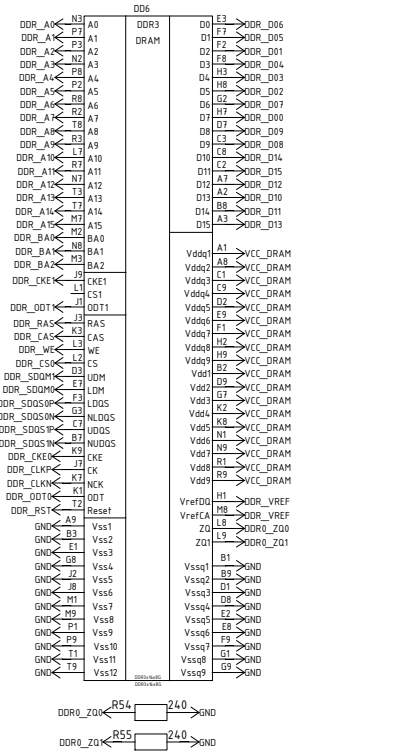 DD6
DDR_A0 N3 A0 DDR3 D0 E3 DDR_D06
DDR_A1 P7 A1 D1 F7 DDR_D05
DDR_A2 P3 A2 DRAM D2 F2 DDR_D01
DDR_A3 N2 A3 D3 F8 DDR_D04
DDR_A4 P8 A4 D4 H3 DDR_D03
DDR_A5 P2 A5 D5 H8 DDR_D02
DDR_A6 R8 A6 D6 G2 DDR_D07
DDR_A7 R2 A7 D7 H7 DDR_D00
DDR_A8 T8 A8 D8 D7 DDR_D09
DDR_A9 R3 A9 D9 C3 DDR_D08
DDR_A10 L7 A10 D10 C8 DDR_D14
DDR_A11 R7 A11 D11 C2 DDR_D15
DDR_A12 N7 A12 D12 A7 DDR_D12
DDR_A13 T3 A13 D13 A2 DDR_D10
DDR_A14 T7 A14 D14 B8 DDR_D11
DDR_A15 M7 A15 D15 A3 DDR_D13
DDR_BA0 M2 BA0
DDR_BA1 N8 BA1 Vddq1 A1 VCC_DRAM
DDR_BA2 M3 BA2 Vddq2 A8 VCC_DRAM
DDR_CKE1 J9 CKE1 Vddq3 C1 VCC_DRAM
L1 CS1 Vddq4 C9 VCC_DRAM
DDR_ODT1 J1 ODT1 Vddq5 D2 VCC_DRAM
DDR_RAS J3 RAS Vddq6 E9 VCC_DRAM
DDR_CAS K3 CAS Vddq7 F1 VCC_DRAM
DDR_WE L3 WE Vddq8 H2 VCC_DRAM
DDR_CS0 L2 CS Vddq9 H9 VCC_DRAM
DDR_SDQM1 D3 UDM Vdd1 B2 VCC_DRAM
DDR_SDQM0 E7 LDM Vdd2 D9 VCC_DRAM
DDR_SDQS0P F3 LDQS Vdd3 G7 VCC_DRAM
DDR_SDQS0N G3 NLDQS Vdd4 K2 VCC_DRAM
DDR_SDQS1P C7 UDQS Vdd5 K8 VCC_DRAM
DDR_SDQS1N B7 NUDQS Vdd6 N1 VCC_DRAM
DDR_CKE0 K9 CKE Vdd7 N9 VCC_DRAM
DDR_CLKP J7 CK Vdd8 R1 VCC_DRAM
DDR_CLKN K7 NCK Vdd9 R9 VCC_DRAM
DDR_ODT0 K1 ODT VrefDQ H1 DDR_VREF
DDR_RST T2 Reset VrefCA M8 DDR_VREF
GND A9 Vss1 ZQ L8 DDR0_ZQ0
GND B3 Vss2 ZQ1 L9 DDR0_ZQ1
GND E1 Vss3 Vssq1 B1 GND
GND G8 Vss4 Vssq2 B9 GND
GND J2 Vss5 Vssq3 D1 GND
GND J8 Vss6 Vssq4 D8 GND
GND M1 Vss7 Vssq5 E2 GND
GND M9 Vss8 Vssq6 E8 GND
GND P1 Vss9 Vssq7 F9 GND
GND P9 Vss10 Vssq8 G1 GND
GND T1 Vss11 Vssq9 G9 GND
GND T9 Vss12
DDR0_ZQ0 R54 240 GND
DDR0_ZQ1 R55 240 GND